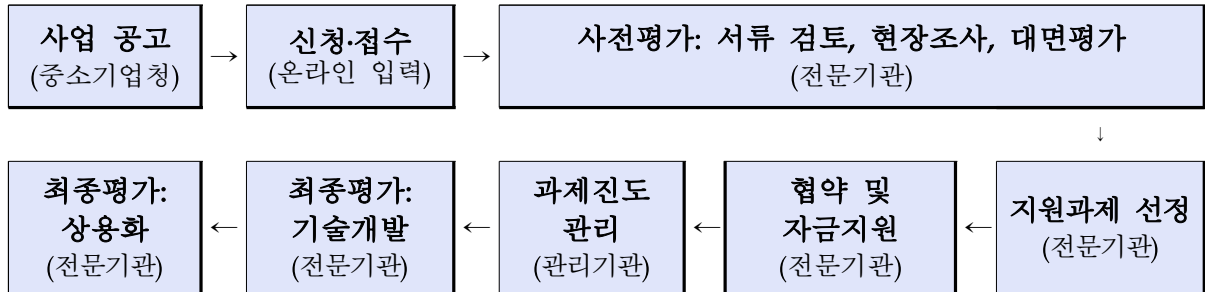 사업 공고
(중소기업청)
→
신청·접수
(온라인 입력)
→
사전평가: 서류 검토, 현장조사, 대면평가
(전문기관)
↓
지원과제 선정
(전문기관)
←
협약 및
자금지원
(전문기관)
←
과제진도
관리
(관리기관)
←
최종평가:
기술개발
(전문기관)
←
최종평가:
상용화
(전문기관)